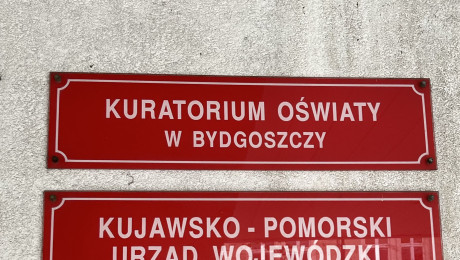 KURATORIUM OŚWIATY
W BYDGOSZCZY
KUJAWSKO - POMORSKI
URZĄD WOJEWÓDZKI